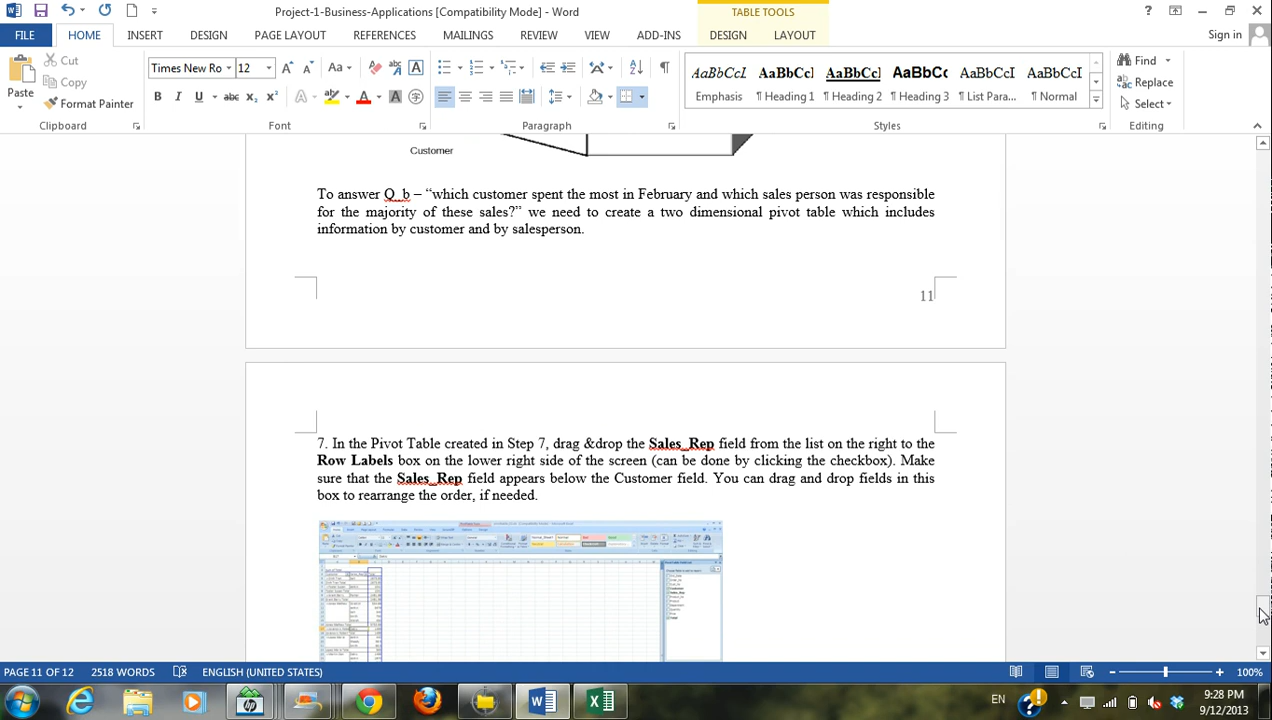 Project-1-Business-Applications [Compatibility Mode] - Word
TABLE TOOLS
FILE HOME INSERT DESIGN PAGE LAYOUT REFERENCES MAILINGS REVIEW VIEW ADD-INS DESIGN LAYOUT Sign in
Paste
Cut
Copy
Format Painter
Times New Ro 12
AaBbCcI AaBbCcl AaBbCcI AaBbCc AaBbCcI AaBbCcI
Emphasis ¶ Heading 1 ¶ Heading 2 ¶ Heading 3 ¶ List Para... ¶ Normal
Find
Replace
Select
Clipboard Font Paragraph Styles Editing
Customer
To answer Q_b – “which customer spent the most in February and which sales person was responsible
for the majority of these sales?” we need to create a two dimensional pivot table which includes
information by customer and by salesperson.
11
7. In the Pivot Table created in Step 7, drag &drop the Sales_Rep field from the list on the right to the
Row Labels box on the lower right side of the screen (can be done by clicking the checkbox). Make
sure that the Sales_Rep field appears below the Customer field. You can drag and drop fields in this
box to rearrange the order, if needed.
PAGE 11 OF 12 2518 WORDS ENGLISH (UNITED STATES) 100%
EN
9:28 PM
9/12/2013